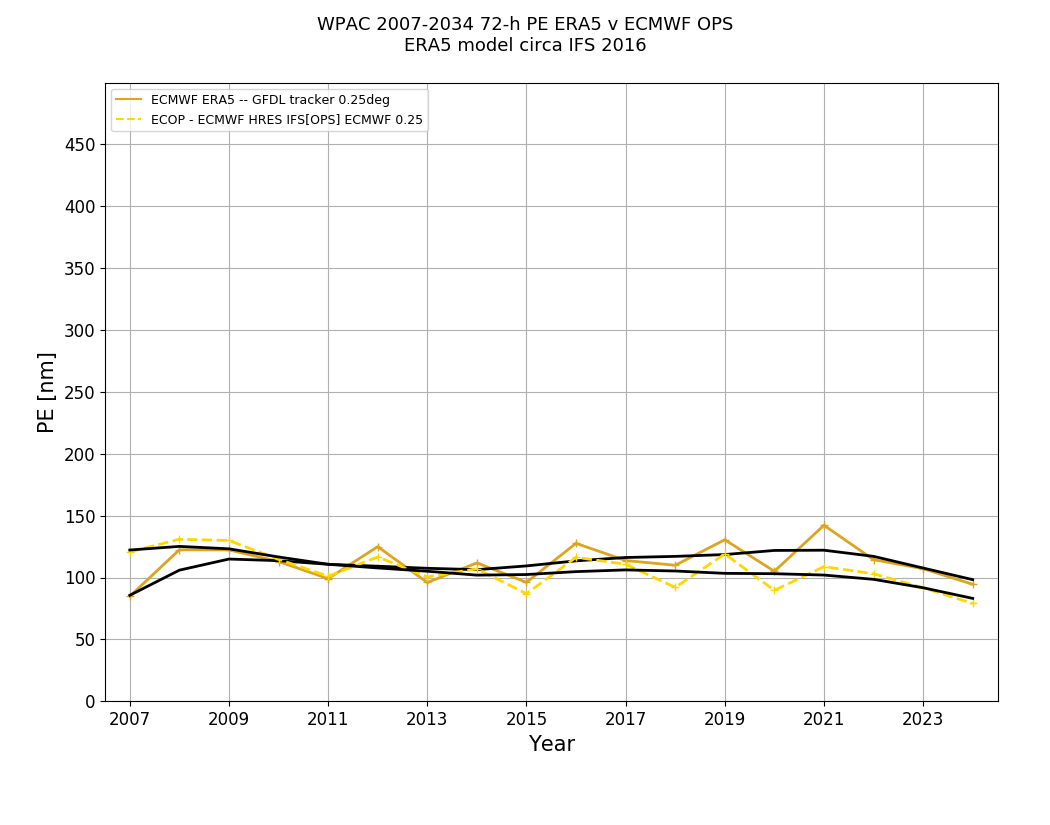 WPAC 2007-2034 72-h PE ERA5 v ECMWF OPS
ERA5 model circa IFS 2016
ECMWF ERA5 -- GFDL tracker 0.25deg
ECOP - ECMWF HRES IFS[OPS] ECMWF 0.25
450
400
350
300
250
200
150
100
50
0
PE [nm]
2007 2009 2011 2013 2015 2017 2019 2021 2023
Year